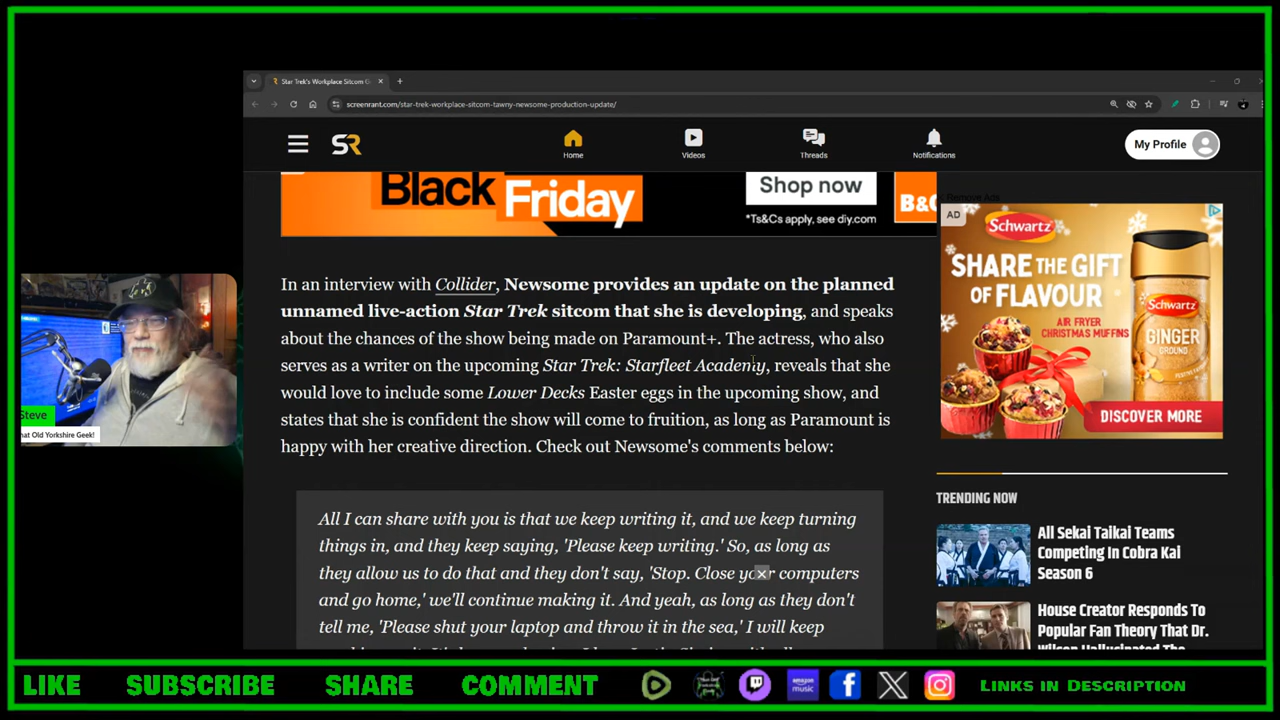 Star Trek's Workplace Sitcom G
screenrant.com/star-trek-workplace-sitcom-tawny-newsome-production-update/
SR
Home
Videos
Threads
Notifications
My Profile
Black
Friday
Shop now
*Ts&Cs apply, see diy.com
B&
Remove Ads
AD
Schwartz
SHARE THE GIFT
OF FLAVOUR
AIR FRYER
CHRISTMAS MUFFINS
Schwartz
GINGER
GROUND
DISCOVER MORE
In an interview with Collider, Newsome provides an update on the planned
unnamed live-action Star Trek sitcom that she is developing, and speaks
about the chances of the show being made on Paramount+. The actress, who also
serves as a writer on the upcoming Star Trek: Starfleet Academy, reveals that she
would love to include some Lower Decks Easter eggs in the upcoming show, and
states that she is confident the show will come to fruition, as long as Paramount is
happy with her creative direction. Check out Newsome's comments below:
All I can share with you is that we keep writing it, and we keep turning
things in, and they keep saying, 'Please keep writing.' So, as long as
they allow us to do that and they don't say, 'Stop. Close your computers
and go home,' we'll continue making it. And yeah, as long as they don't
tell me, 'Please shut your laptop and throw it in the sea,' I will keep
TRENDING NOW
All Sekai Taikai Teams
Competing In Cobra Kai
Season 6
House Creator Responds To
Popular Fan Theory That Dr.
Wilson Hallucinated The
Steve
hat Old Yorkshire Geek!
LIKE
SUBSCRIBE
SHARE
COMMENT
amazon
music
Links in Description